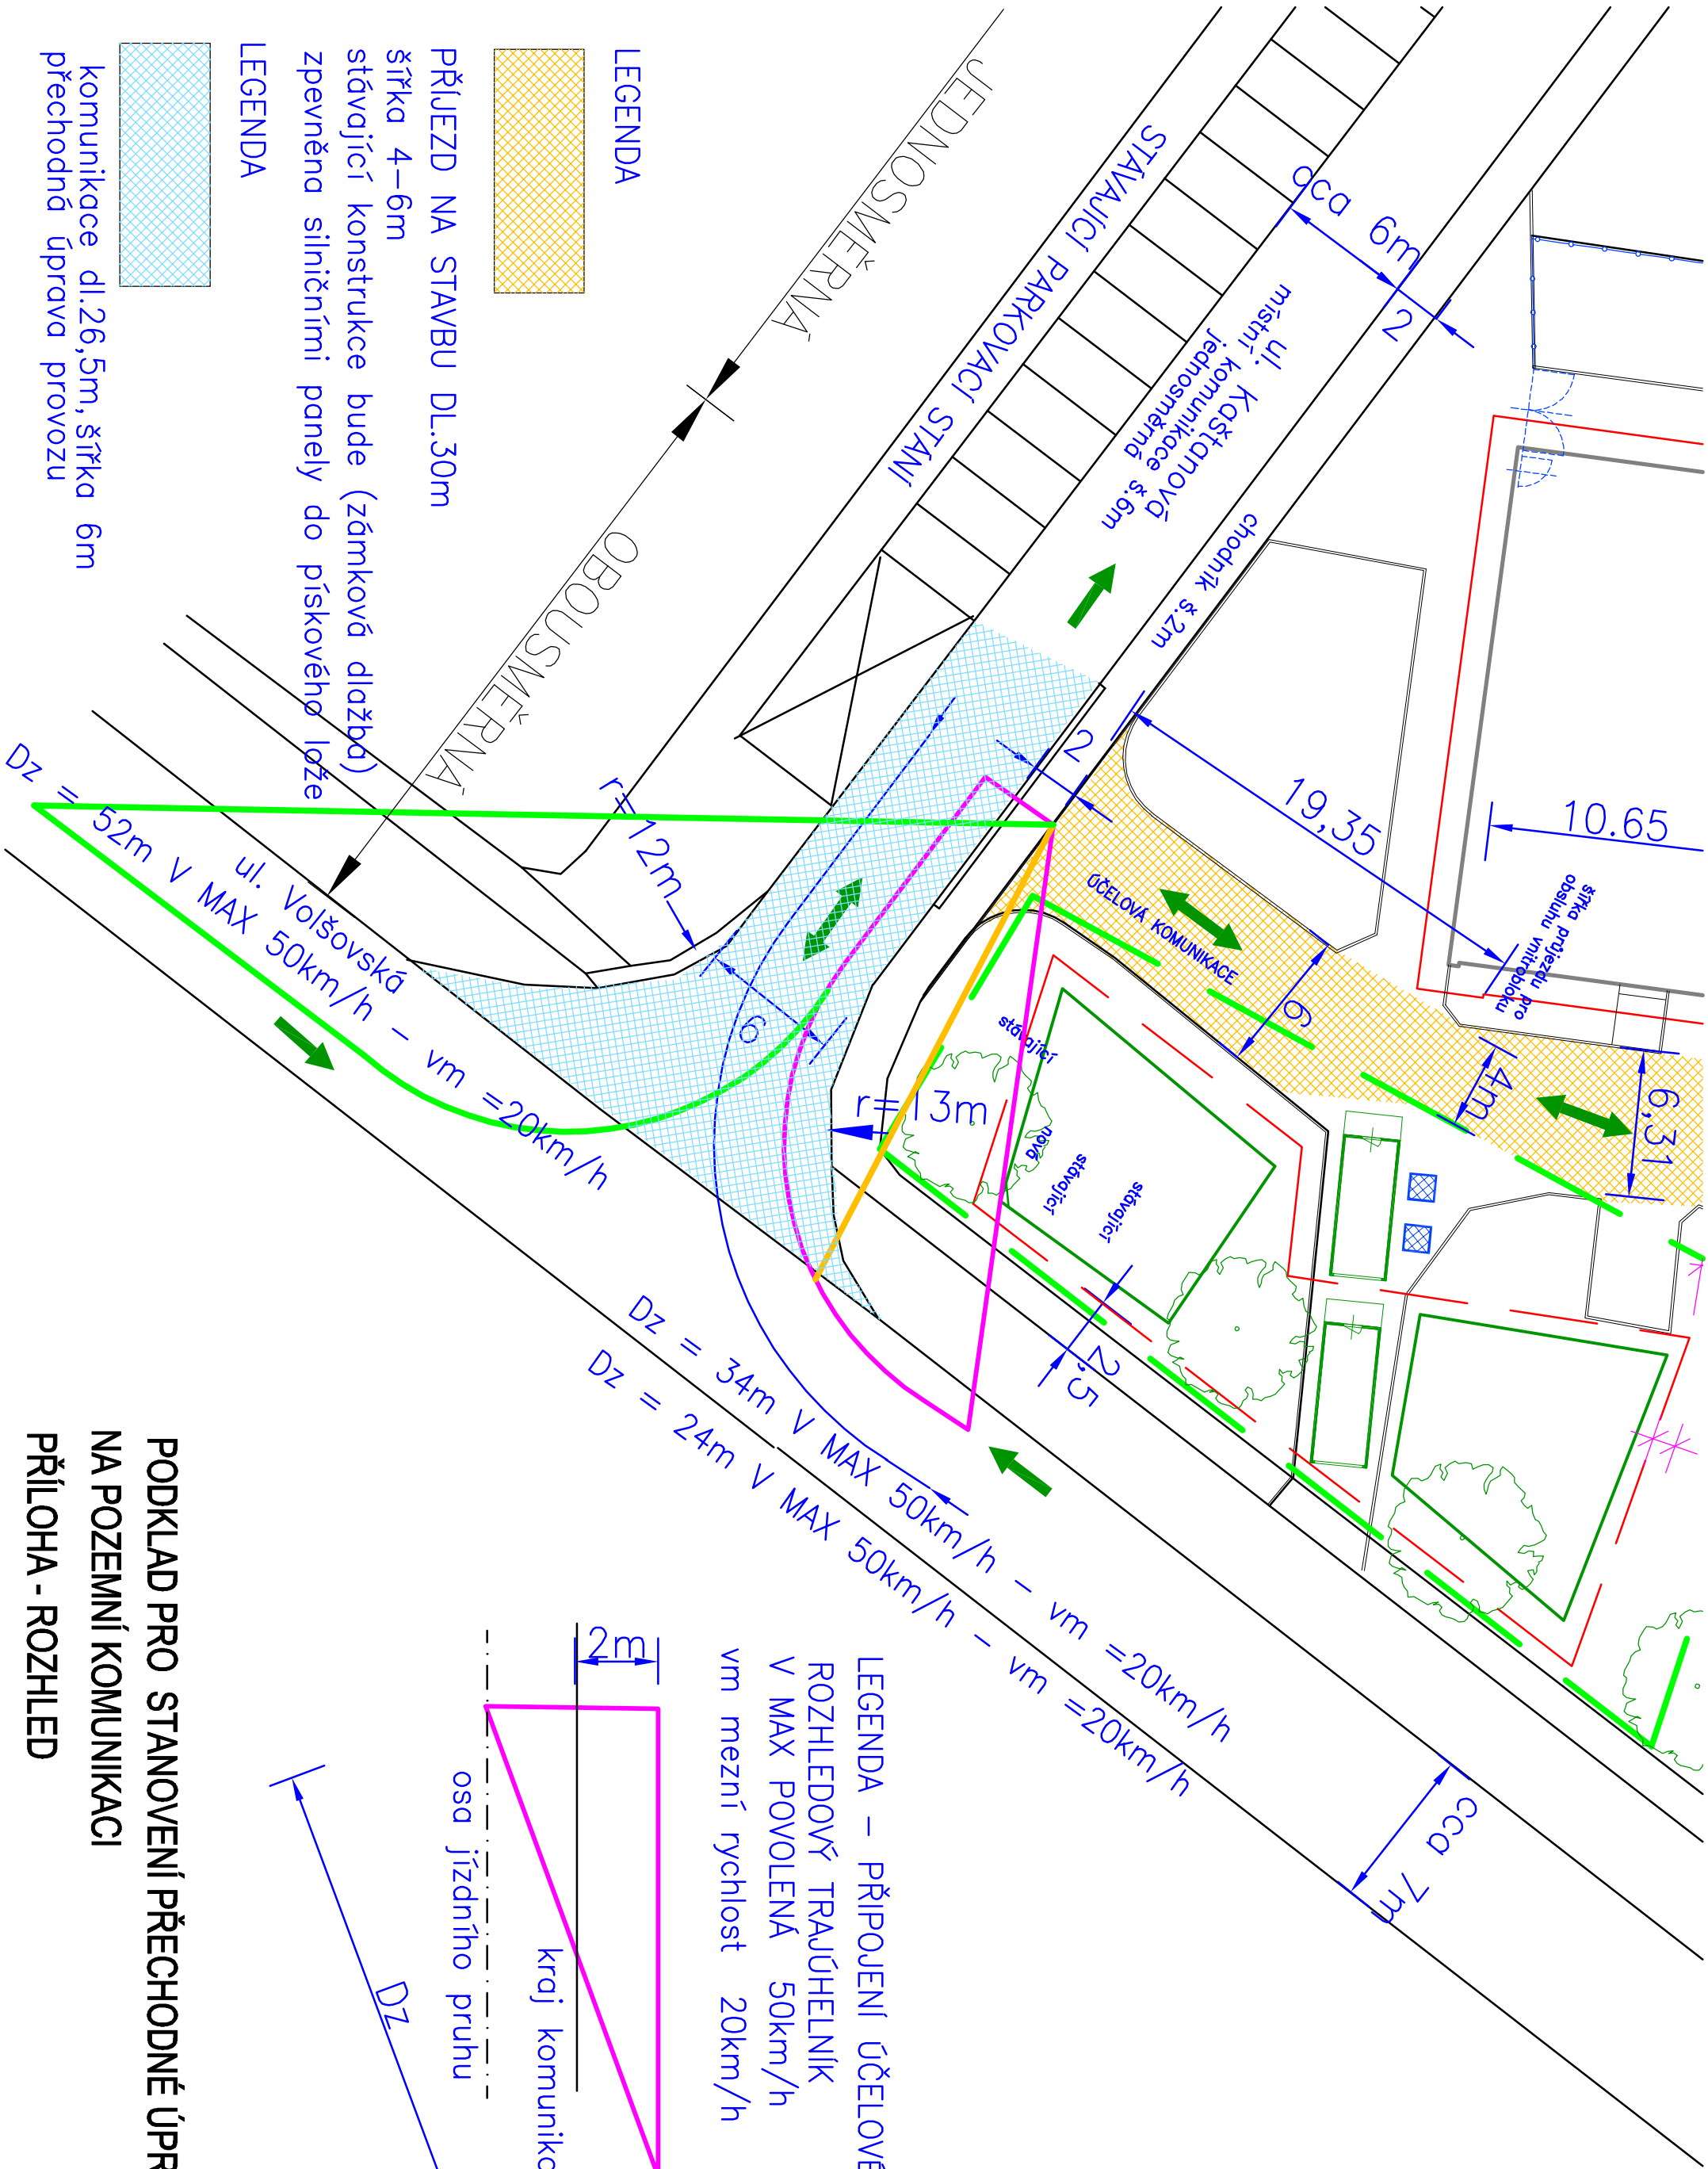 LEGENDA
PŘÍJEZD NA STAVBU DL.30m
šířka 4–6m
stávající konstrukce bude (zámková dlažba)
zpevněna silničními panely do pískového lože
LEGENDA
komunikace dl.26,5m, šířka 6m
přechodná úprava provozu
JEDNOSMĚRNÁ
OBOUSMĚRNÁ
STÁVAJÍCÍ PARKOVACÍ STÁNÍ
cca 6m
2
ul. Kaštanová
místní komunikace š.6m
jednosměrná
chodník š.2m
2
19,35
10.65
šířka průjezdu pro
obsluhu vnitrobloku
ÚČELOVÁ KOMUNIKACE
6
4m
6,31
r=12m
6
r=13m
stávající
nová
stávající
stávající
2,5
ul. Volšovská
Dz = 52m V MAX 50km/h – vm =20km/h
Dz = 34m V MAX 50km/h – vm =20km/h
Dz = 24m V MAX 50km/h – vm =20km/h
cca 7m
LEGENDA – PŘIPOJENÍ ÚČELOVÉ
ROZHLEDOVÝ TRAJÚHELNÍK
V MAX POVOLENÁ 50km/h
vm mezní rychlost 20km/h
2m
kraj komunikac
osa jízdního pruhu
Dz
PODKLAD PRO STANOVENÍ PŘECHODNÉ ÚPR
NA POZEMNÍ KOMUNIKACI
PŘÍLOHA - ROZHLED